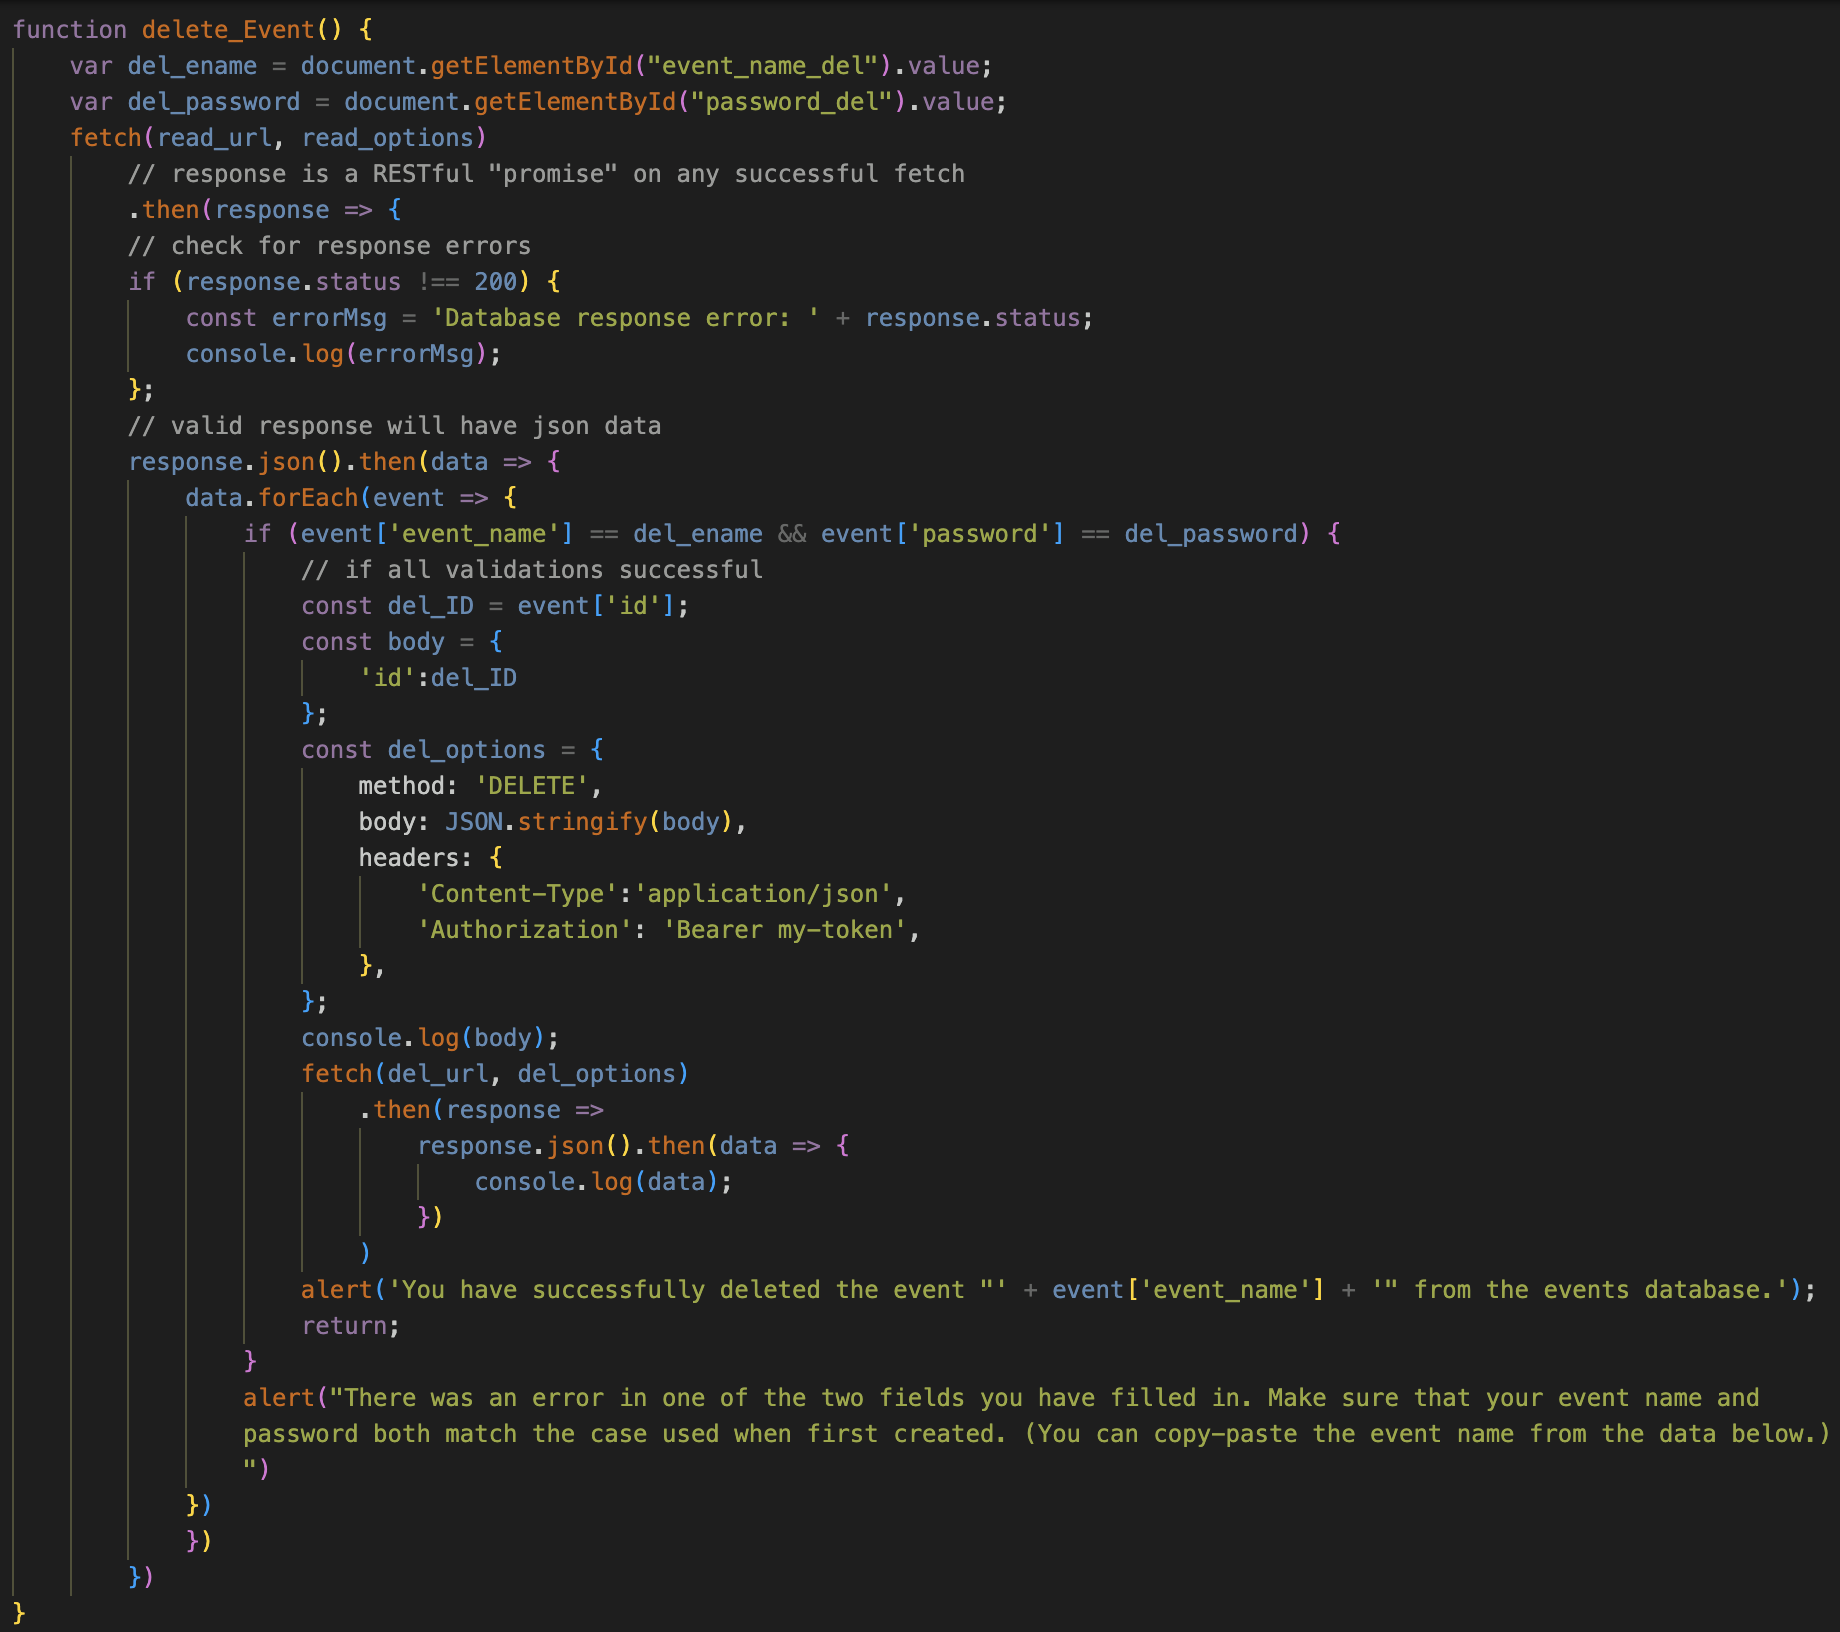 function delete_Event() {
    var del_ename = document.getElementById("event_name_del").value;
    var del_password = document.getElementById("password_del").value;
    fetch(read_url, read_options)
        // response is a RESTful "promise" on any successful fetch
        .then(response => {
        // check for response errors
        if (response.status !== 200) {
            const errorMsg = 'Database response error: ' + response.status;
            console.log(errorMsg);
        };
        // valid response will have json data
        response.json().then(data => {
            data.forEach(event => {
                if (event['event_name'] == del_ename && event['password'] == del_password) {
                    // if all validations successful
                    const del_ID = event['id'];
                    const body = {
                        'id':del_ID
                    };
                    const del_options = {
                        method: 'DELETE',
                        body: JSON.stringify(body),
                        headers: {
                            'Content-Type':'application/json',
                            'Authorization': 'Bearer my-token',
                        },
                    };
                    console.log(body);
                    fetch(del_url, del_options)
                        .then(response =>
                            response.json().then(data => {
                                console.log(data);
                            })
                        )
                    alert('You have successfully deleted the event "' + event['event_name'] + '" from the events database.');
                    return;
                }
                alert("There was an error in one of the two fields you have filled in. Make sure that your event name and
                password both match the case used when first created. (You can copy-paste the event name from the data below.)
                ")
            })
            })
        })
}